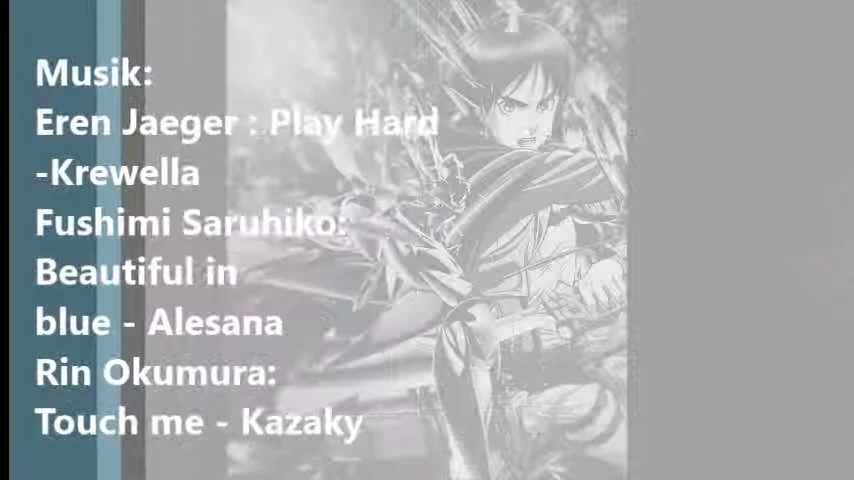 Musik:
Eren Jaeger : Play Hard
-Krewella
Fushimi Saruhiko:
Beautiful in
blue - Alesana
Rin Okumura:
Touch me - Kazaky